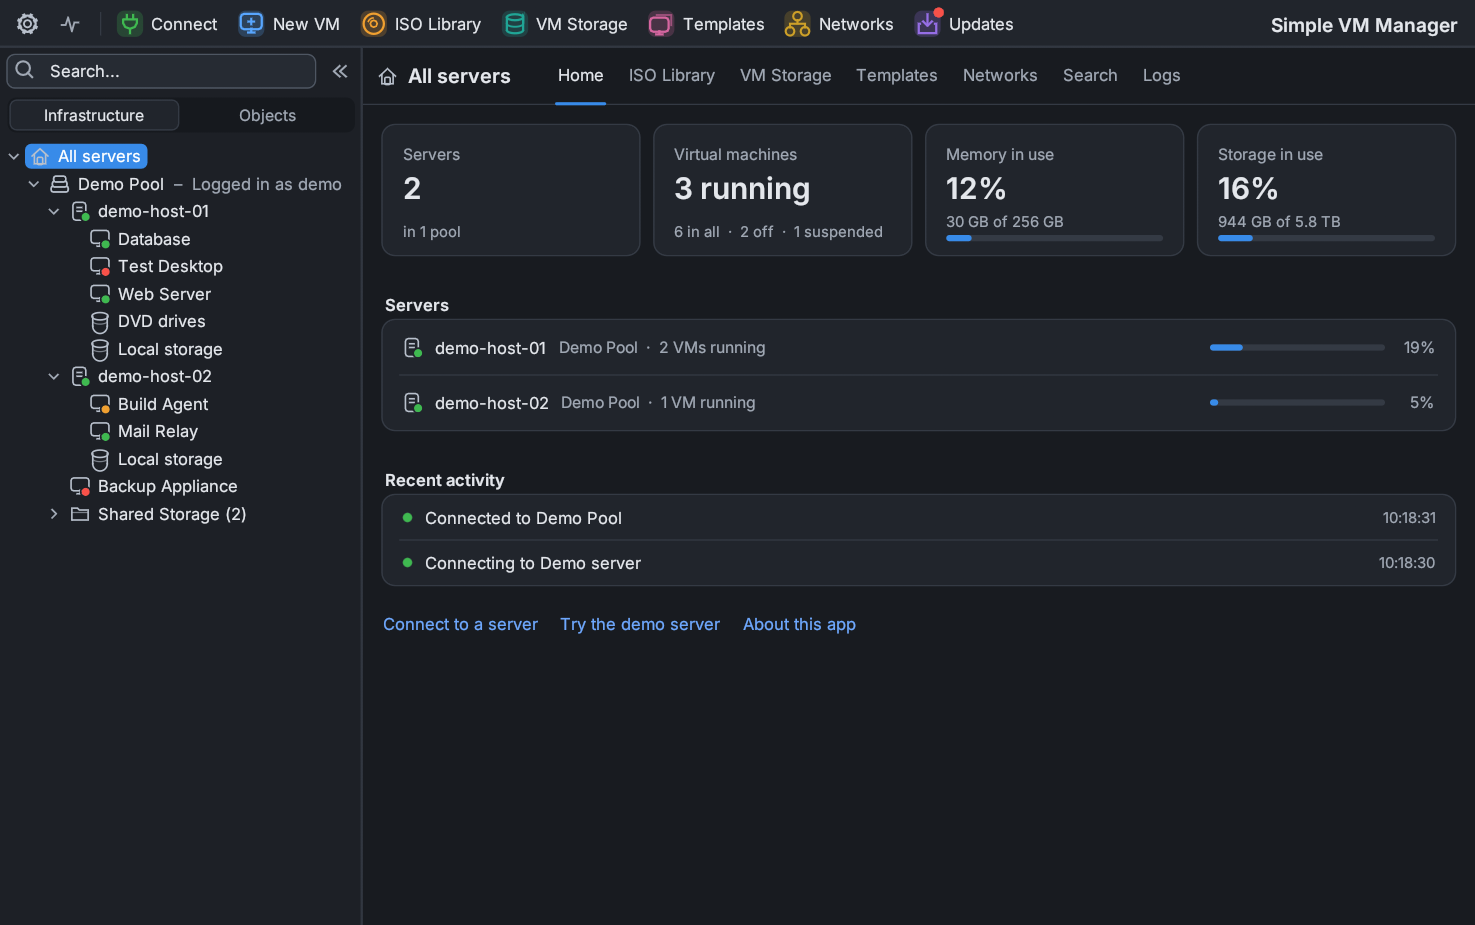 Connect New VM ISO Library VM Storage Templates Networks Updates Simple VM Manager
Search...
All servers Home ISO Library VM Storage Templates Networks Search Logs
Infrastructure Objects
All servers
Demo Pool – Logged in as demo
demo-host-01
Database
Test Desktop
Web Server
DVD drives
Local storage
demo-host-02
Build Agent
Mail Relay
Local storage
Backup Appliance
Shared Storage (2)
Servers
2
in 1 pool
Virtual machines
3 running
6 in all · 2 off · 1 suspended
Memory in use
12%
30 GB of 256 GB
Storage in use
16%
944 GB of 5.8 TB
Servers
demo-host-01 Demo Pool · 2 VMs running 19%
demo-host-02 Demo Pool · 1 VM running 5%
Recent activity
Connected to Demo Pool 10:18:31
Connecting to Demo server 10:18:30
Connect to a server Try the demo server About this app